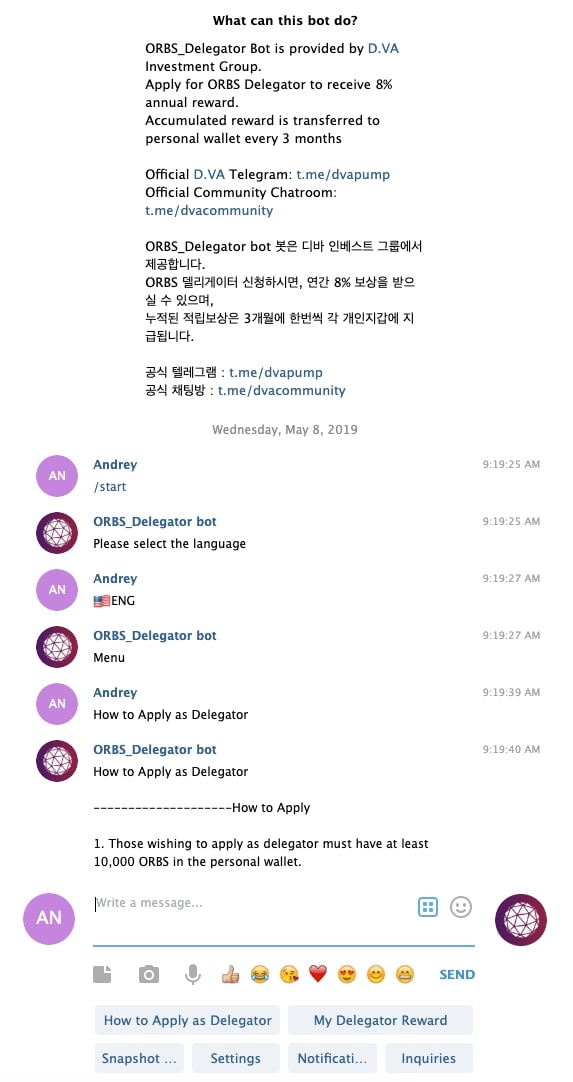 What can this bot do?
ORBS_Delegator Bot is provided by D.VA
Investment Group.
Apply for ORBS Delegator to receive 8%
annual reward.
Accumulated reward is transferred to
personal wallet every 3 months
Official D.VA Telegram: t.me/dvapump
Official Community Chatroom:
t.me/dvacommunity
ORBS_Delegator bot 봇은 디바 인베스트 그룹에서
제공합니다.
ORBS 델리게이터 신청하시면, 연간 8% 보상을 받으
실 수 있으며,
누적된 적립보상은 3개월에 한번씩 각 개인지갑에 지
급됩니다.
공식 텔레그램 : t.me/dvapump
공식 채팅방 : t.me/dvacommunity
Wednesday, May 8, 2019
AN
Andrey 9:19:25 AM
/start
ORBS_Delegator bot 9:19:25 AM
Please select the language
AN
Andrey 9:19:27 AM
🇺🇸ENG
ORBS_Delegator bot 9:19:27 AM
Menu
AN
Andrey 9:19:39 AM
How to Apply as Delegator
ORBS_Delegator bot 9:19:40 AM
How to Apply as Delegator
--------------------How to Apply
1. Those wishing to apply as delegator must have at least
10,000 ORBS in the personal wallet.
AN
Write a message...
SEND
How to Apply as Delegator My Delegator Reward
Snapshot ... Settings Notificati... Inquiries